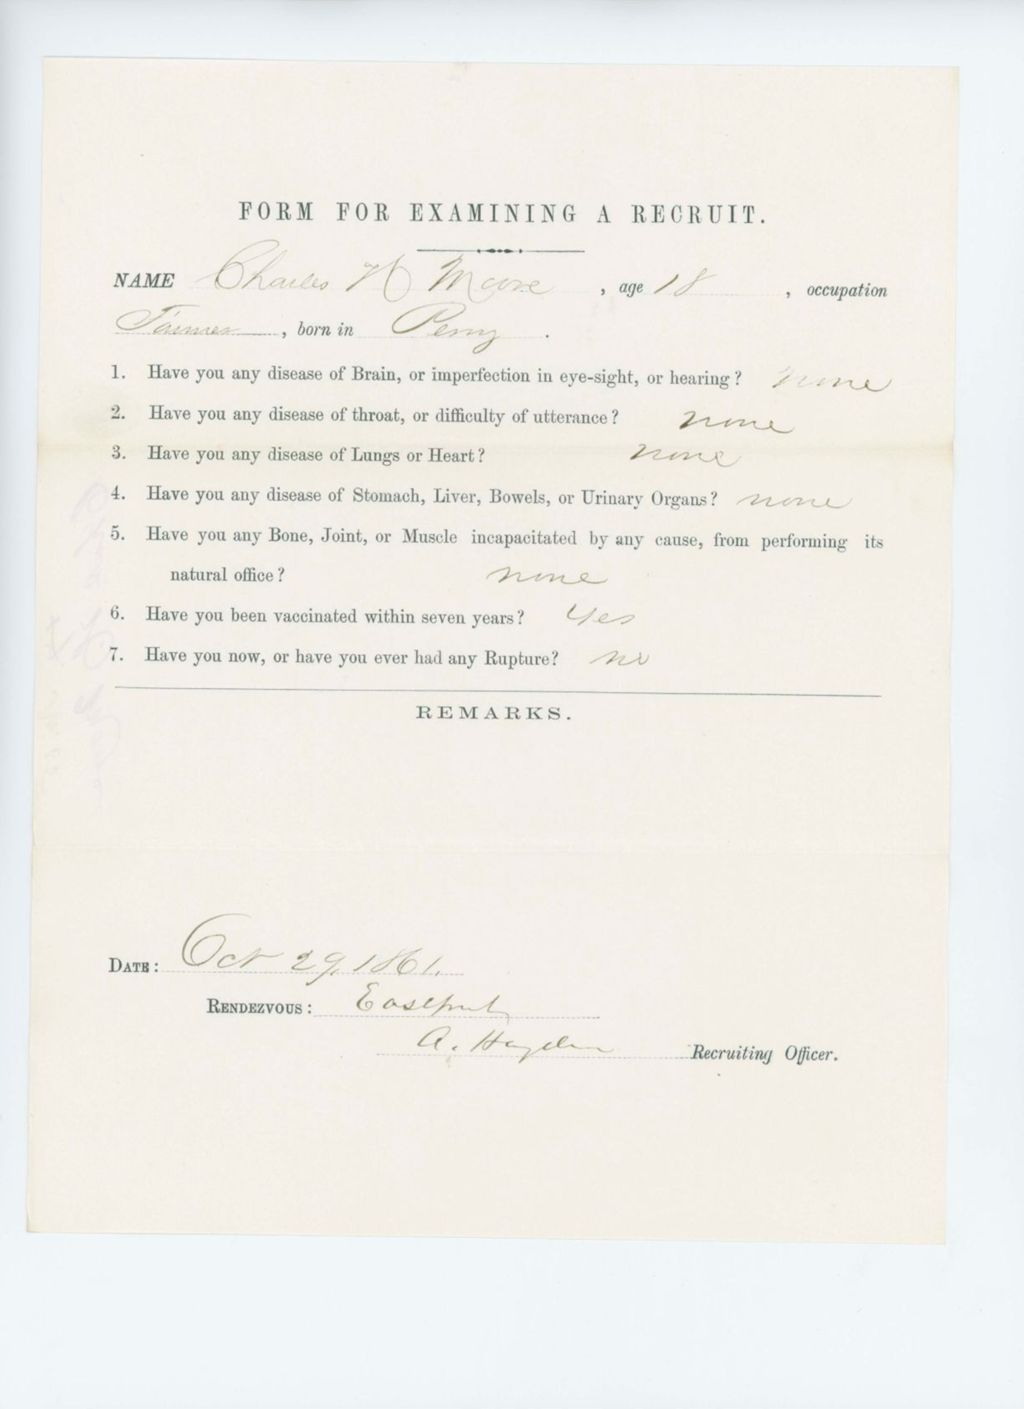 FORM FOR EXAMINING A RECRUIT.
NAME Charles H Moore , age 18 , occupation
Farmer , born in Perry .
1. Have you any disease of Brain, or imperfection in eye-sight, or hearing? none
2. Have you any disease of throat, or difficulty of utterance? none
3. Have you any disease of Lungs or Heart? none
4. Have you any disease of Stomach, Liver, Bowels, or Urinary Organs? none
5. Have you any Bone, Joint, or Muscle incapacitated by any cause, from performing its
natural office? none
6. Have you been vaccinated within seven years? Yes
7. Have you now, or have you ever had any Rupture? no
REMARKS.
DATE: Oct 29, 1861.
RENDEZVOUS: Eastport
A. Hayden Recruiting Officer.